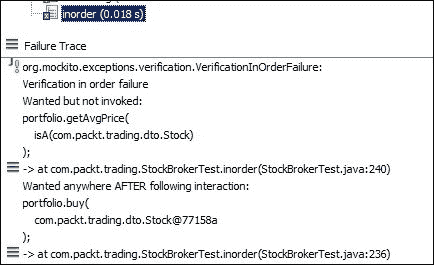 inorder (0.018 s)
Failure Trace
org.mockito.exceptions.verification.VerificationInOrderFailure:
Verification in order failure
Wanted but not invoked:
portfolio.getAvgPrice(
isA(com.packt.trading.dto.Stock)
);
-> at com.packt.trading.StockBrokerTest.inorder(StockBrokerTest.java:240)
Wanted anywhere AFTER following interaction:
portfolio.buy(
com.packt.trading.dto.Stock@77158a
);
-> at com.packt.trading.StockBrokerTest.inorder(StockBrokerTest.java:236)